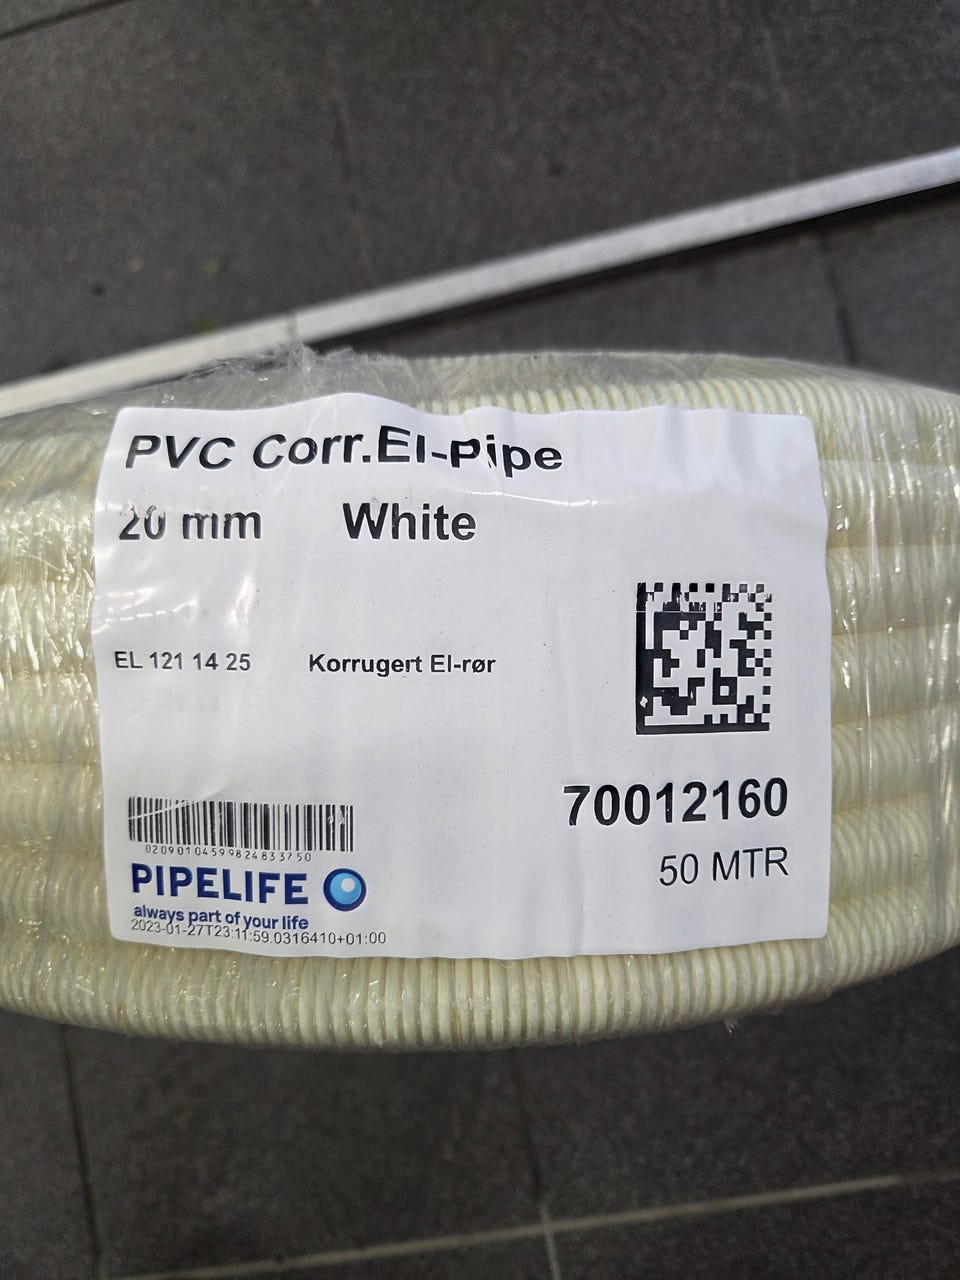 PVC Corr.El-Pipe
20 mm White
EL 121 14 25 Korrugert El-rør
70012160
50 MTR
02090104599824833750
PIPELIFE
always part of your life
2023-01-27T23:11:59.0316410+01:00